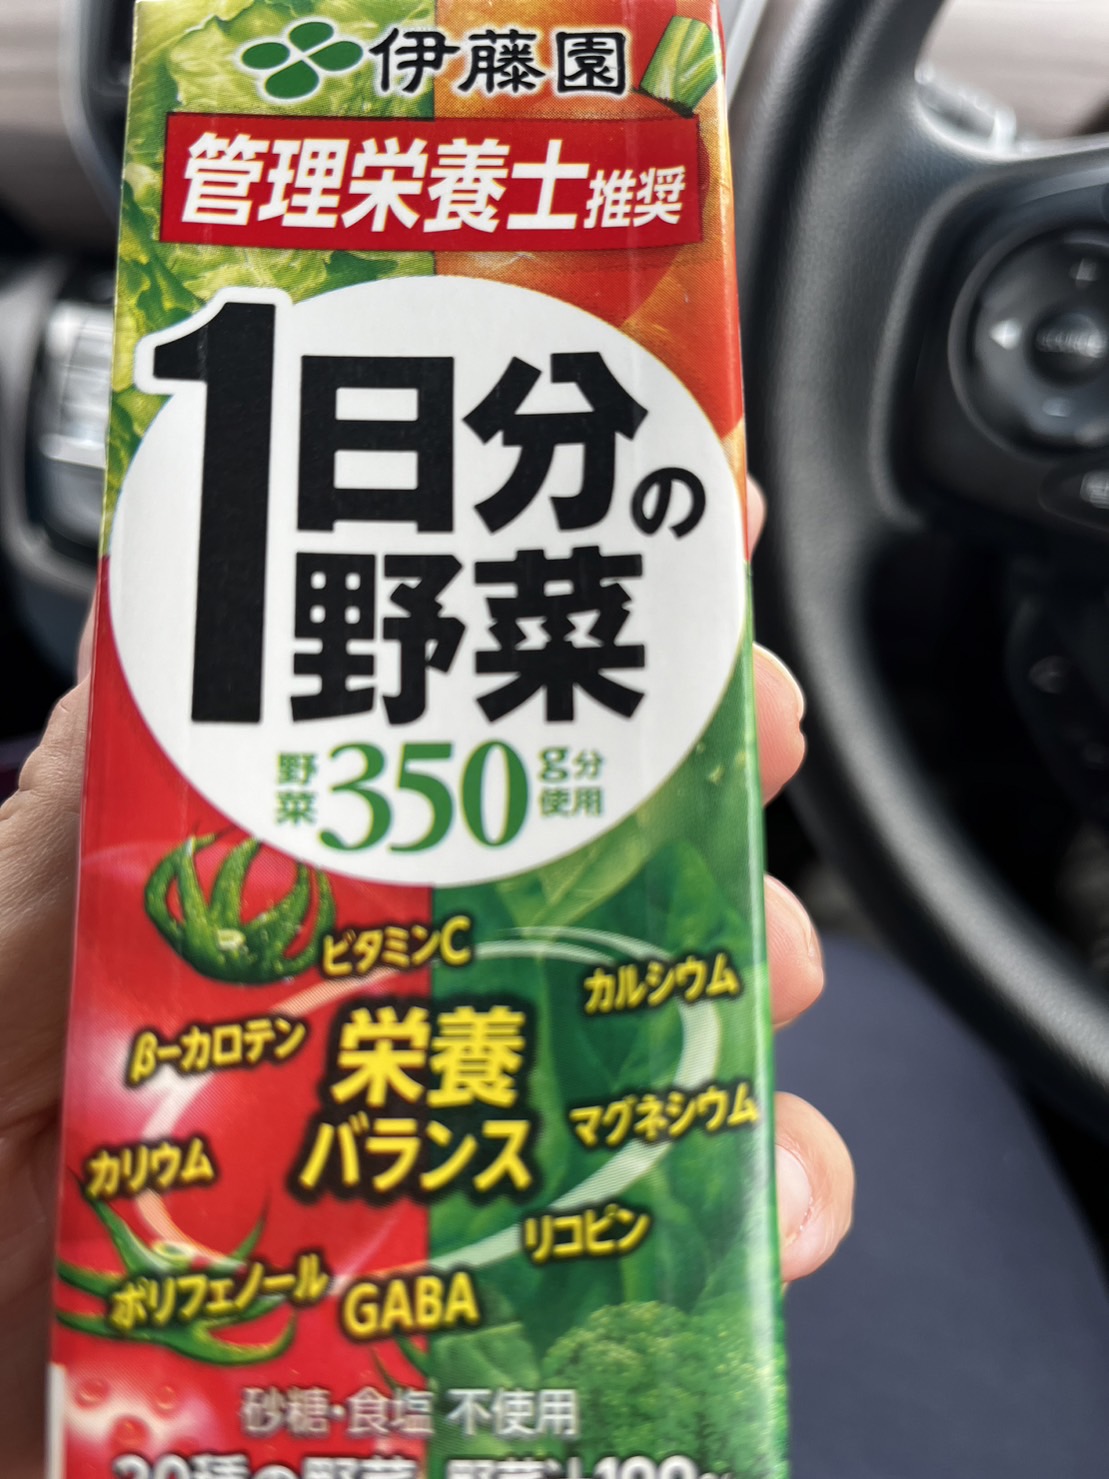 伊藤園
管理栄養士推奨
1日分の
野菜
野菜350g分使用
ビタミンC
カルシウム
β-カロテン
栄養
バランス
マグネシウム
カリウム
リコピン
ポリフェノール
GABA
砂糖・食塩 不使用